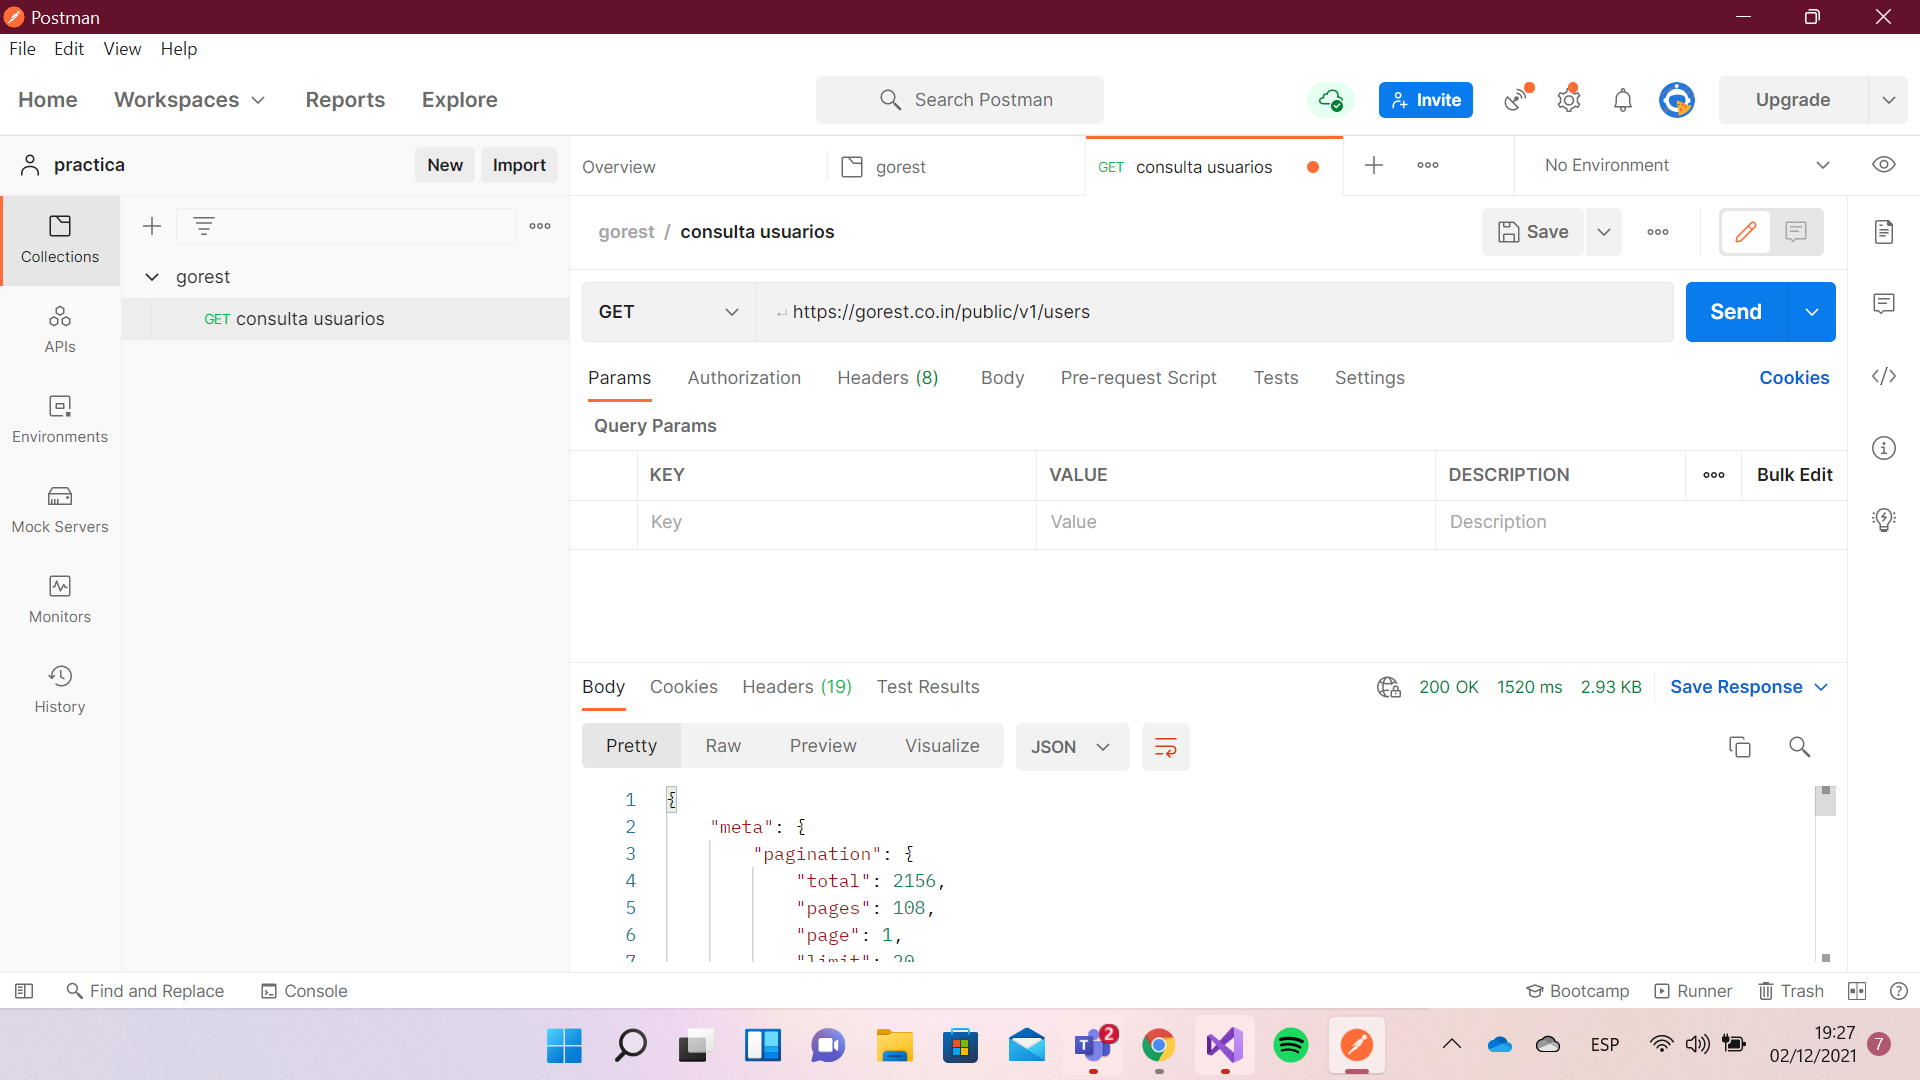 Postman
File Edit View Help
Home Workspaces Reports Explore Search Postman Invite Upgrade
practica New Import Overview gorest GET consulta usuarios No Environment
Collections
gorest / consulta usuarios Save
gorest
GET consulta usuarios
GET https://gorest.co.in/public/v1/users Send
APIs
Params Authorization Headers (8) Body Pre-request Script Tests Settings Cookies
Query Params
Environments
KEY VALUE DESCRIPTION Bulk Edit
Key Value Description
Mock Servers
Monitors
History
Body Cookies Headers (19) Test Results 200 OK 1520 ms 2.93 KB Save Response
Pretty Raw Preview Visualize JSON
1 {
2 "meta": {
3 "pagination": {
4 "total": 2156,
5 "pages": 108,
6 "page": 1,
7 "limit": 20
Find and Replace Console Bootcamp Runner Trash
2
ESP
19:27
02/12/2021
7